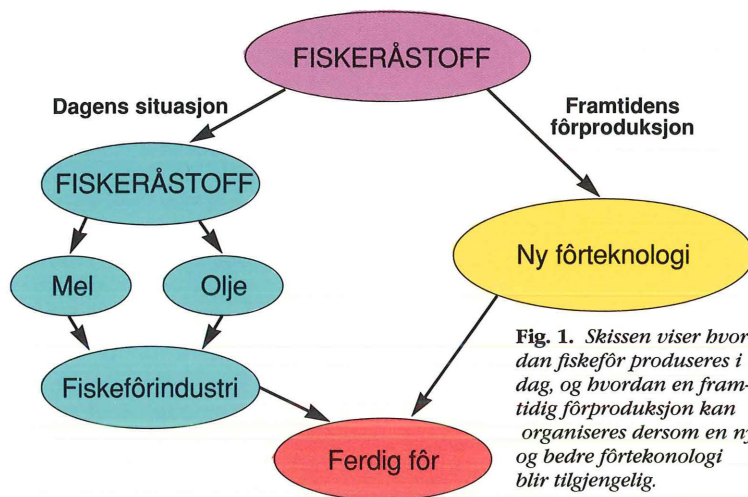 FISKERÅSTOFF
Dagens situasjon
Framtidens
fôrproduksjon
FISKERÅSTOFF
Mel
Olje
Ny fôrteknologi
Fiskefôrindustri
Ferdig fôr
Fig. 1. Skissen viser hvor-
dan fiskefôr produseres i
dag, og hvordan en fram-
tidig fôrproduksjon kan
organiseres dersom en ny
og bedre fôrtekonologi
blir tilgjengelig.